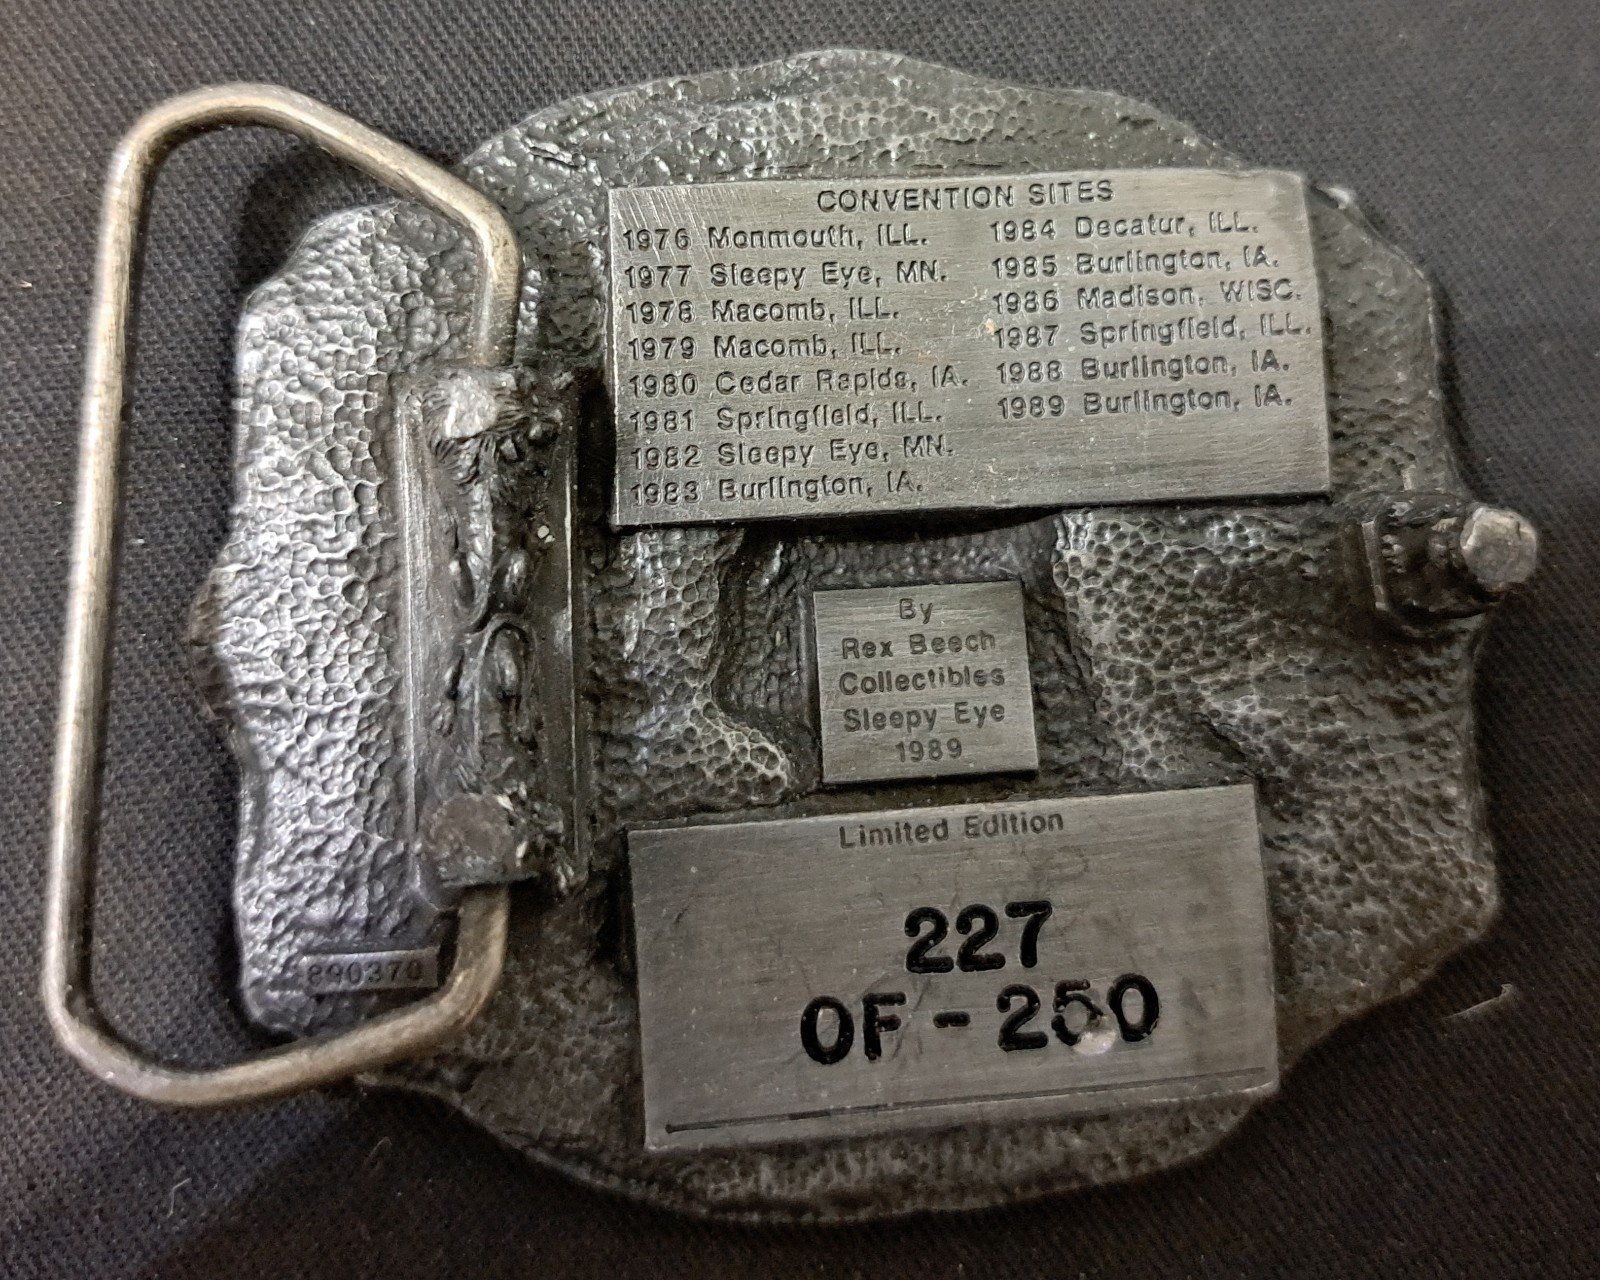 CONVENTION SITES
1976 Monmouth, ILL.
1977 Sleepy Eye, MN.
1978 Macomb, ILL.
1979 Macomb, ILL.
1980 Cedar Rapids, IA.
1981 Springfield, ILL.
1982 Sleepy Eye, MN.
1983 Burlington, IA.
1984 Decatur, ILL.
1985 Burlington, IA.
1986 Madison, WISC.
1987 Springfield, ILL.
1988 Burlington, IA.
1989 Burlington, IA.
By
Rex Beech
Collectibles
Sleepy Eye
1989
Limited Edition
227
OF - 250
890370